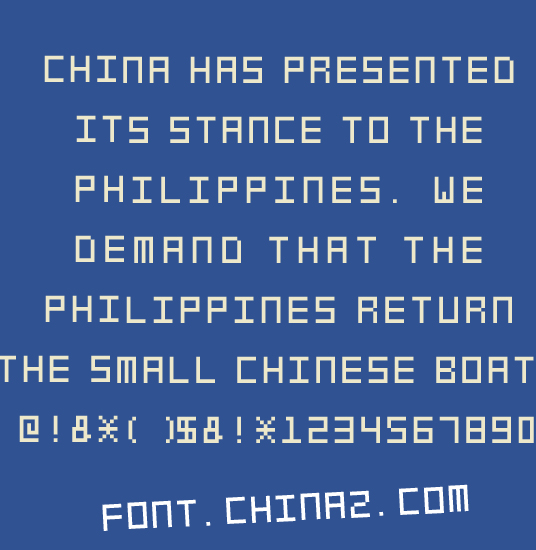 CHINA HAS PRESENTED
ITS STANCE TO THE
PHILIPPINES. WE
DEMAND THAT THE
PHILIPPINES RETURN
THE SMALL CHINESE BOAT
@!&*( )$&!*1234567890
FONT.CHINAZ.COM